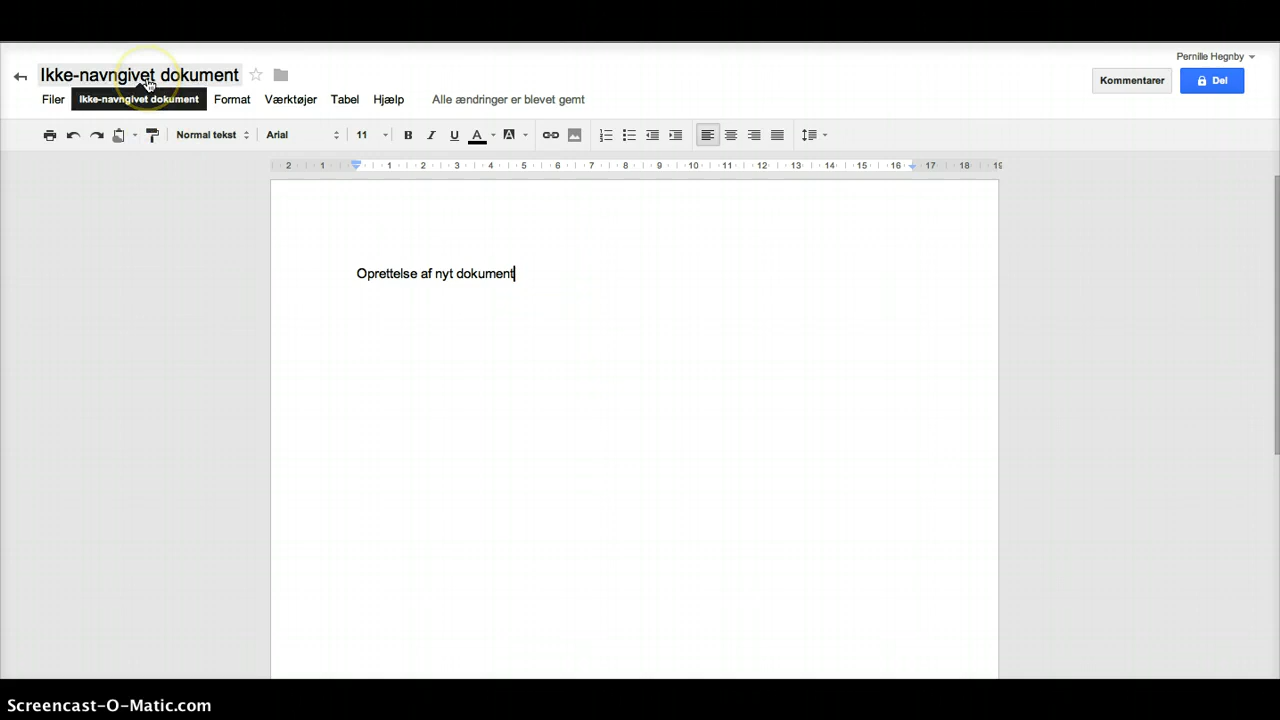 Pernille Hegnby
Ikke-navngivet dokument
Kommentarer
Del
Filer
Ikke-navngivet dokument
Format
Værktøjer
Tabel
Hjælp
Alle ændringer er blevet gemt
Normal tekst
Arial
11
B
I
U
A
A
2 1 1 2 3 4 5 6 7 8 9 10 11 12 13 14 15 16 17 18 19
Oprettelse af nyt dokument
Screencast-O-Matic.com